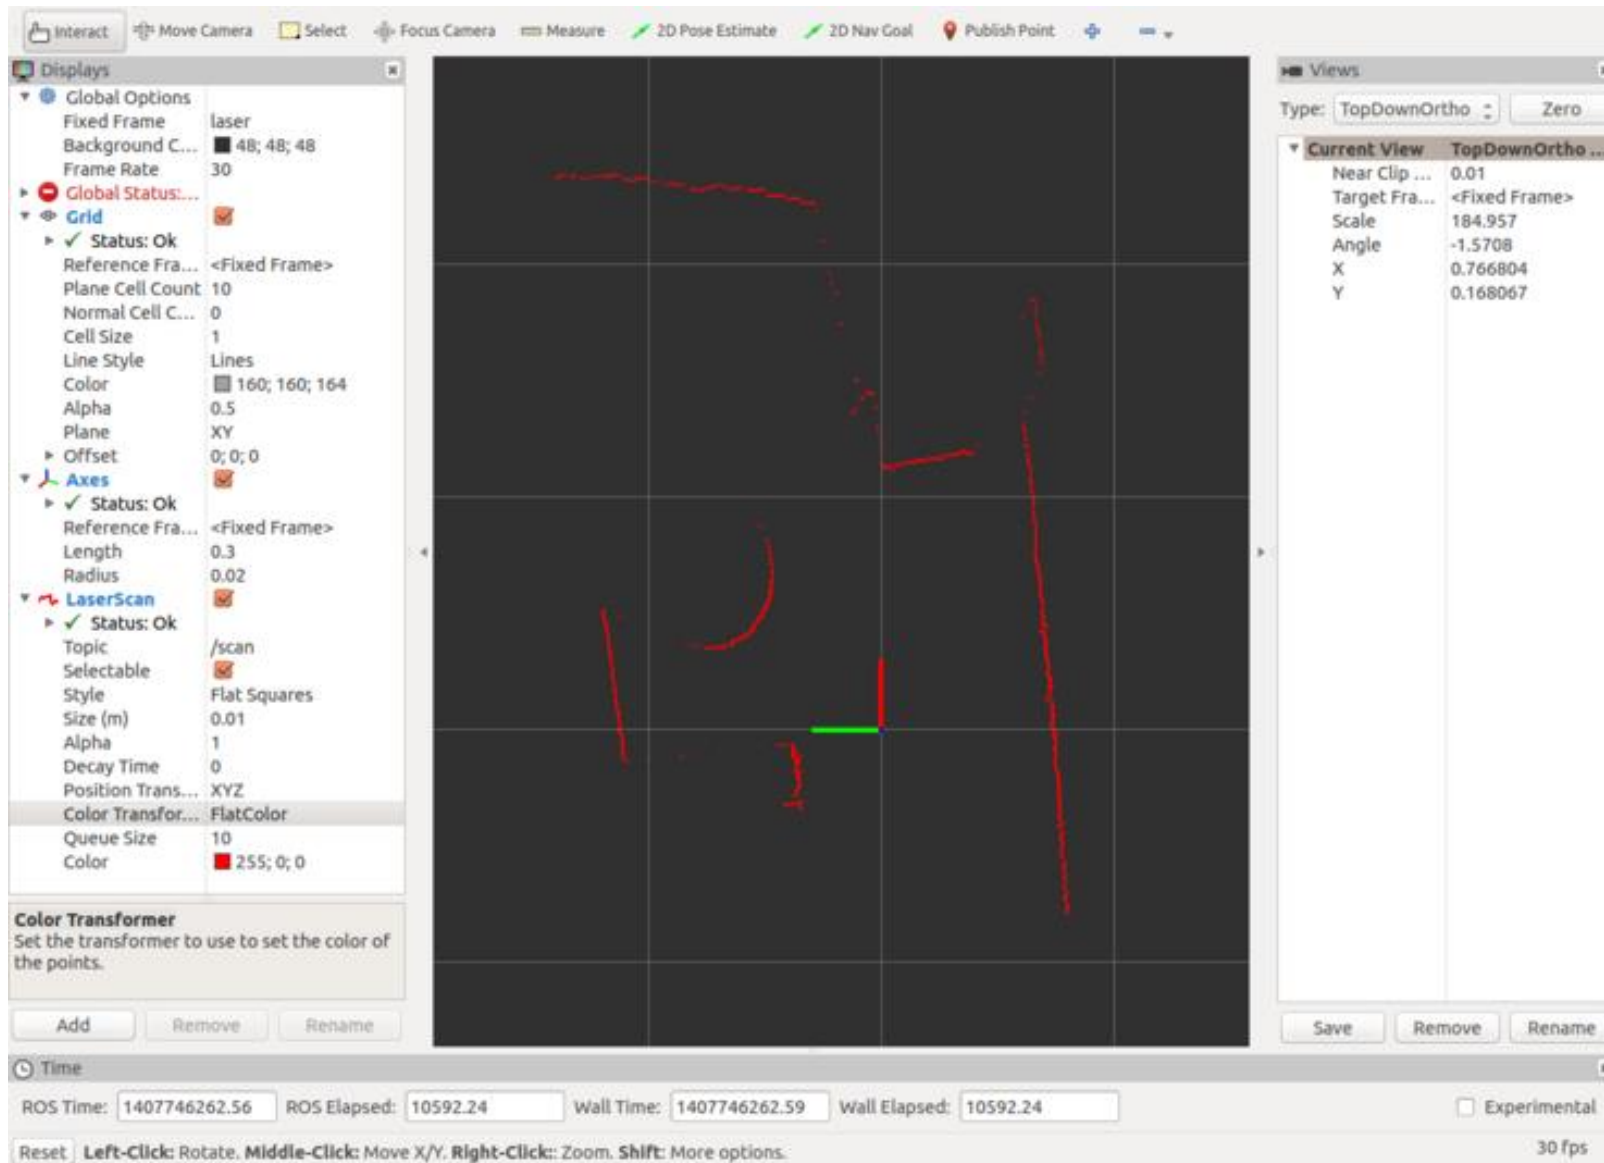 Interact Move Camera Select Focus Camera Measure 2D Pose Estimate 2D Nav Goal Publish Point
Displays
Global Options
Fixed Frame laser
Background C... 48; 48; 48
Frame Rate 30
Global Status:...
Grid
Status: Ok
Reference Fra... <Fixed Frame>
Plane Cell Count 10
Normal Cell C... 0
Cell Size 1
Line Style Lines
Color 160; 160; 164
Alpha 0.5
Plane XY
Offset 0; 0; 0
Axes
Status: Ok
Reference Fra... <Fixed Frame>
Length 0.3
Radius 0.02
LaserScan
Status: Ok
Topic /scan
Selectable
Style Flat Squares
Size (m) 0.01
Alpha 1
Decay Time 0
Position Trans... XYZ
Color Transfor... FlatColor
Queue Size 10
Color 255; 0; 0
Color Transformer
Set the transformer to use to set the color of
the points.
Add Remove Rename
Views
Type: TopDownOrtho Zero
Current View TopDownOrtho ...
Near Clip ... 0.01
Target Fra... <Fixed Frame>
Scale 184.957
Angle -1.5708
X 0.766804
Y 0.168067
Save Remove Rename
Time
ROS Time: 1407746262.56 ROS Elapsed: 10592.24 Wall Time: 1407746262.59 Wall Elapsed: 10592.24 Experimental
Reset Left-Click: Rotate. Middle-Click: Move X/Y. Right-Click:: Zoom. Shift: More options. 30 fps